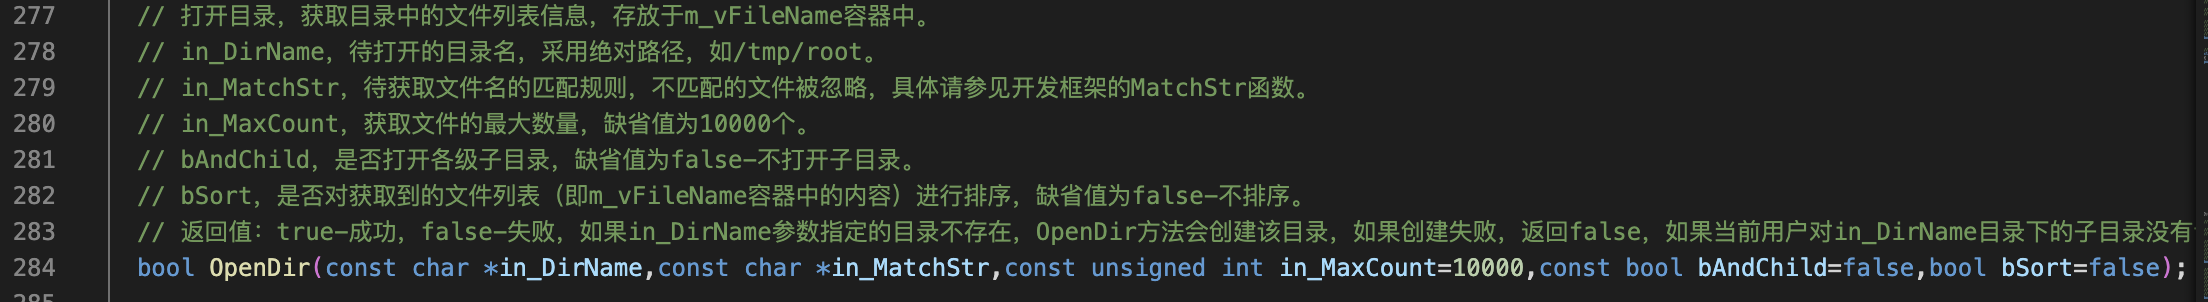 277 // 打开目录，获取目录中的文件列表信息，存放于m_vFileName容器中。
278 // in_DirName，待打开的目录名，采用绝对路径，如/tmp/root。
279 // in_MatchStr，待获取文件名的匹配规则，不匹配的文件被忽略，具体请参见开发框架的MatchStr函数。
280 // in_MaxCount，获取文件的最大数量，缺省值为10000个。
281 // bAndChild，是否打开各级子目录，缺省值为false-不打开子目录。
282 // bSort，是否对获取到的文件列表（即m_vFileName容器中的内容）进行排序，缺省值为false-不排序。
283 // 返回值：true-成功，false-失败，如果in_DirName参数指定的目录不存在，OpenDir方法会创建该目录，如果创建失败，返回false，如果当前用户对in_DirName目录下的子目录没有
284 bool OpenDir(const char *in_DirName,const char *in_MatchStr,const unsigned int in_MaxCount=10000,const bool bAndChild=false,bool bSort=false);
285